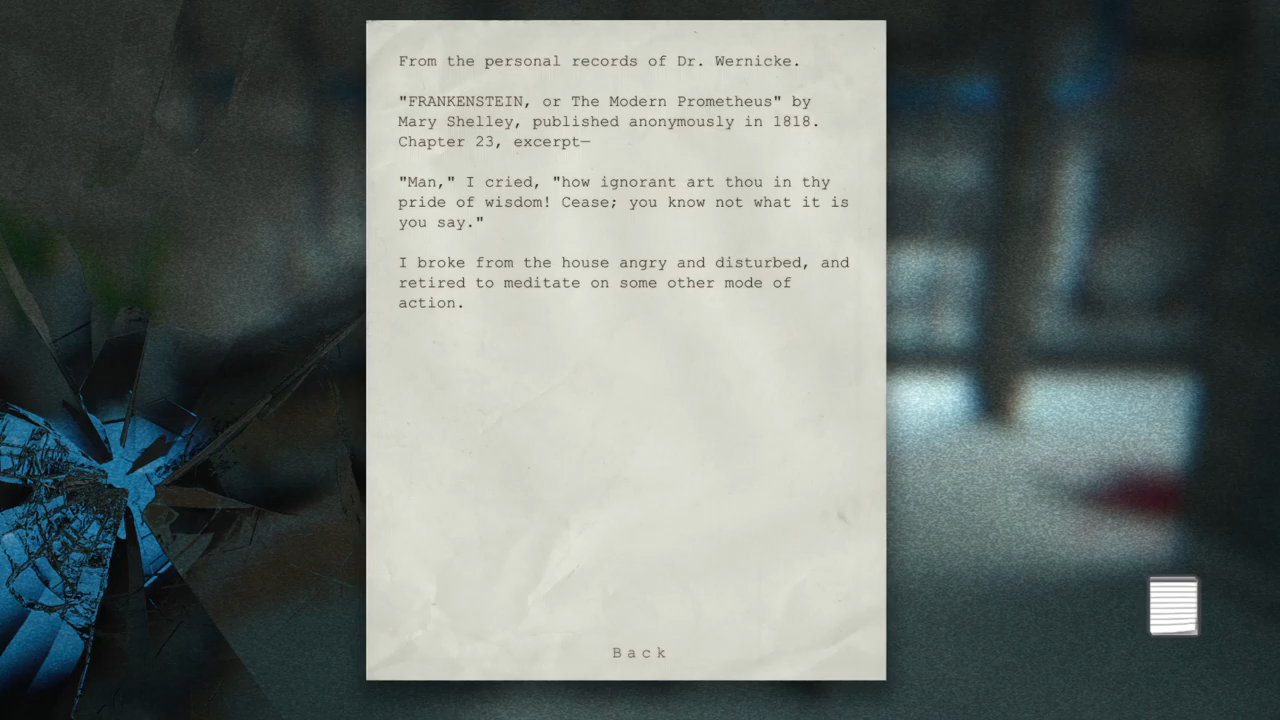 From the personal records of Dr. Wernicke.
"FRANKENSTEIN, or The Modern Prometheus" by
Mary Shelley, published anonymously in 1818.
Chapter 23, excerpt—
"Man," I cried, "how ignorant art thou in thy
pride of wisdom! Cease; you know not what it is
you say."
I broke from the house angry and disturbed, and
retired to meditate on some other mode of
action.
Back